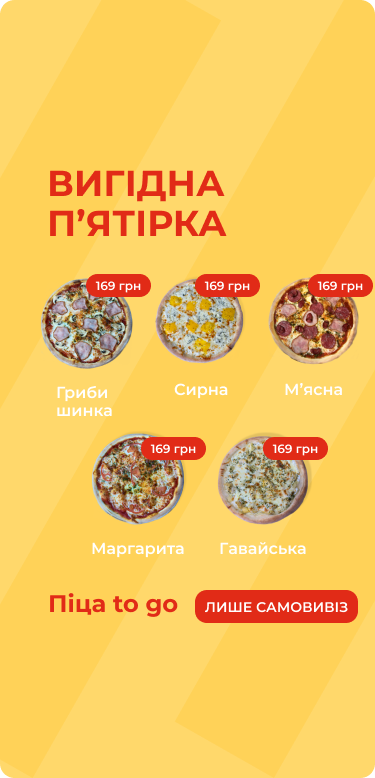 ВИГІДНА
П’ЯТІРКА
169 грн
169 грн
169 грн
Гриби
шинка
Сирна
М’ясна
169 грн
169 грн
Маргарита
Гавайська
Піца to go
ЛИШЕ САМОВИВІЗ